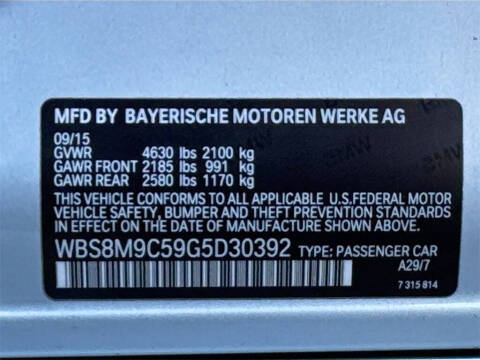 MFD BY BAYERISCHE MOTOREN WERKE AG
09/15
GVWR 4630 lbs 2100 kg
GAWR FRONT 2185 lbs 991 kg
GAWR REAR 2580 lbs 1170 kg
THIS VEHICLE CONFORMS TO ALL APPLICABLE U.S.FEDERAL MOTOR
VEHICLE SAFETY, BUMPER AND THEFT PREVENTION STANDARDS
IN EFFECT ON THE DATE OF MANUFACTURE SHOWN ABOVE.
WBS8M9C59G5D30392 TYPE: PASSENGER CAR
A29/7
7 315 814